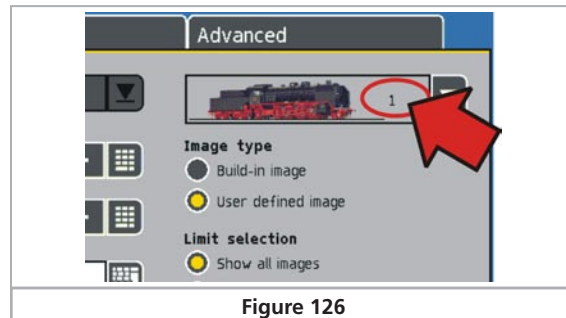 Advanced
1
Image type
Build-in image
User defined image
Limit selection
Show all images
Figure 126